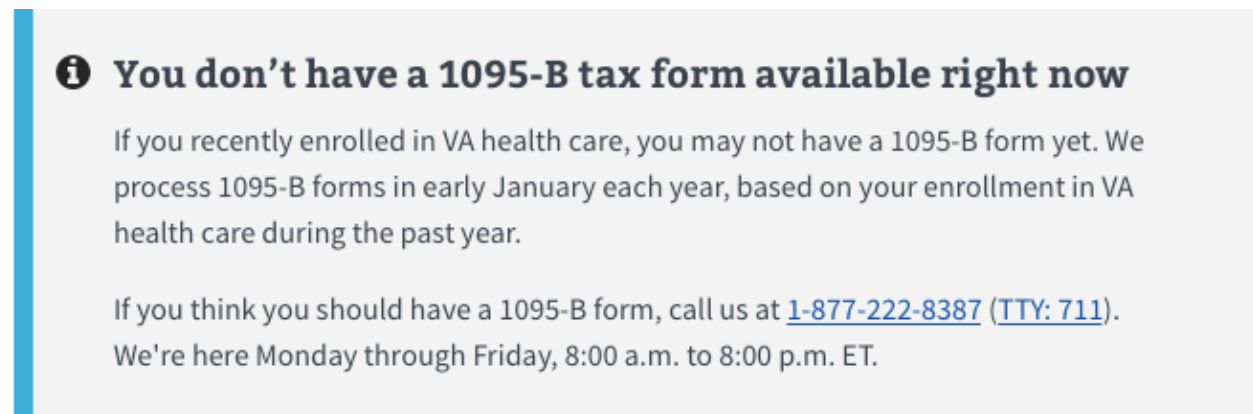 You don’t have a 1095-B tax form available right now
If you recently enrolled in VA health care, you may not have a 1095-B form yet. We
process 1095-B forms in early January each year, based on your enrollment in VA
health care during the past year.
If you think you should have a 1095-B form, call us at 1-877-222-8387 (TTY: 711).
We're here Monday through Friday, 8:00 a.m. to 8:00 p.m. ET.